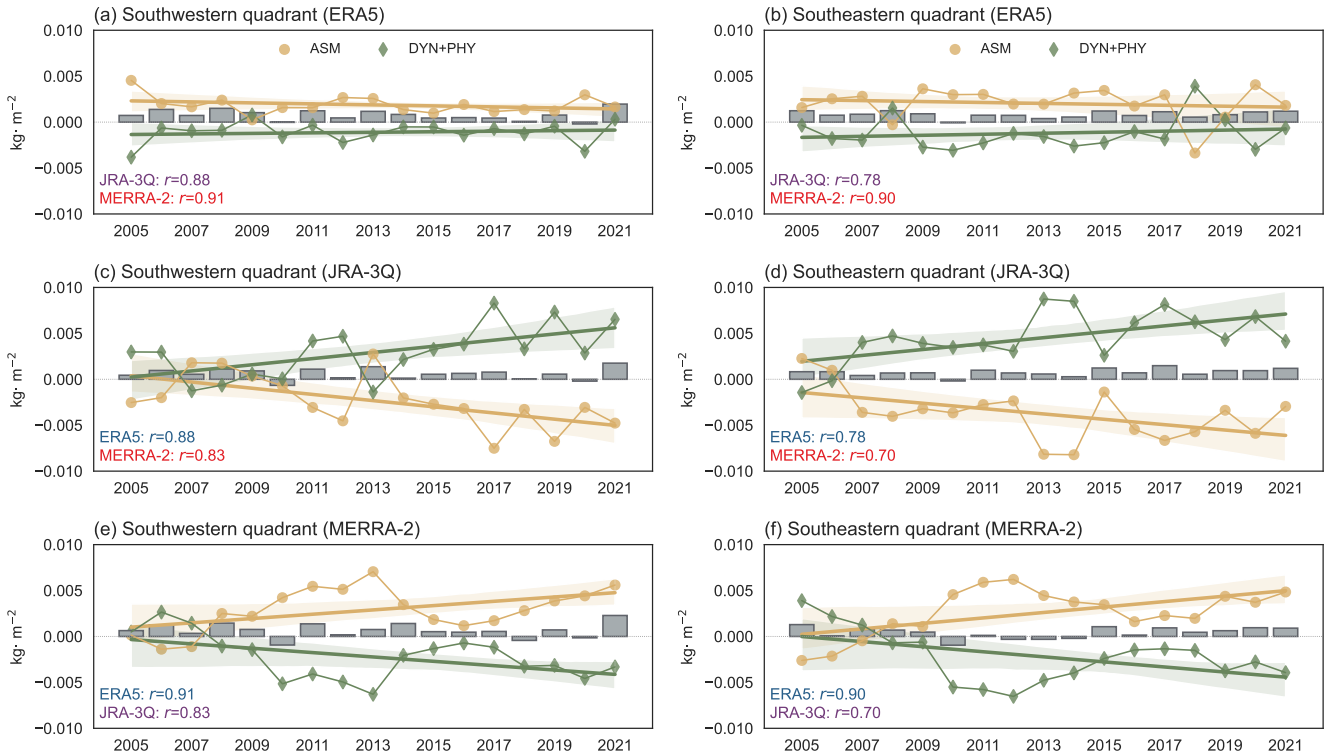 (a) Southwestern quadrant (ERA5)
ASM
DYN+PHY
kg· m−2
0.010
0.005
0.000
−0.005
−0.010
JRA-3Q: r=0.88
MERRA-2: r=0.91
2005 2007 2009 2011 2013 2015 2017 2019 2021
(b) Southeastern quadrant (ERA5)
ASM
DYN+PHY
kg· m−2
0.010
0.005
0.000
−0.005
−0.010
JRA-3Q: r=0.78
MERRA-2: r=0.90
2005 2007 2009 2011 2013 2015 2017 2019 2021
(c) Southwestern quadrant (JRA-3Q)
kg· m−2
0.010
0.005
0.000
−0.005
−0.010
ERA5: r=0.88
MERRA-2: r=0.83
2005 2007 2009 2011 2013 2015 2017 2019 2021
(d) Southeastern quadrant (JRA-3Q)
kg· m−2
0.010
0.005
0.000
−0.005
−0.010
ERA5: r=0.78
MERRA-2: r=0.70
2005 2007 2009 2011 2013 2015 2017 2019 2021
(e) Southwestern quadrant (MERRA-2)
kg· m−2
0.010
0.005
0.000
−0.005
−0.010
ERA5: r=0.91
JRA-3Q: r=0.83
2005 2007 2009 2011 2013 2015 2017 2019 2021
(f) Southeastern quadrant (MERRA-2)
kg· m−2
0.010
0.005
0.000
−0.005
−0.010
ERA5: r=0.90
JRA-3Q: r=0.70
2005 2007 2009 2011 2013 2015 2017 2019 2021